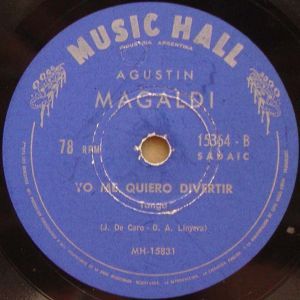 MUSIC HALL
INDUSTRIA ARGENTINA
AGUSTIN
MAGALDI
78 RPM
15364 - B
SADAIC
YO ME QUIERO DIVERTIR
Tango
(J. De Caro - O. A. Linyera)
MH-15831